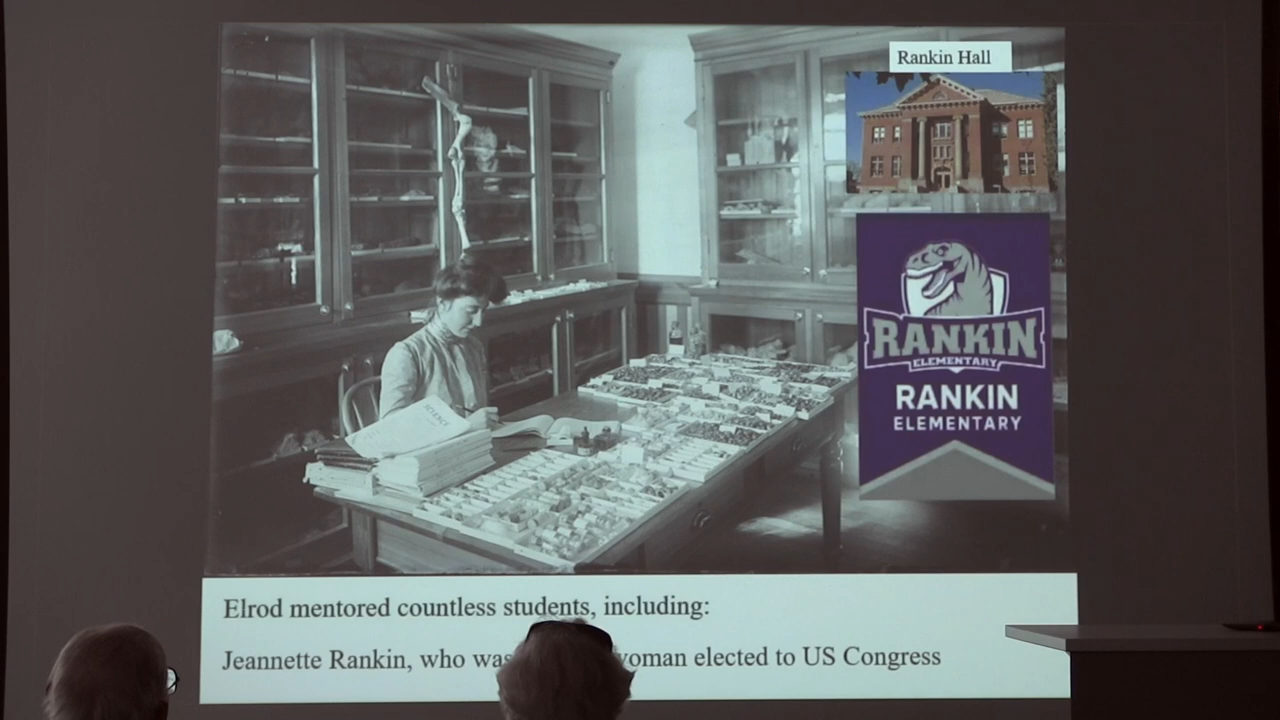 Rankin Hall
RANKIN
ELEMENTARY
RANKIN
ELEMENTARY
SCIENCE
Elrod mentored countless students, including:
Jeannette Rankin, who was woman elected to US Congress